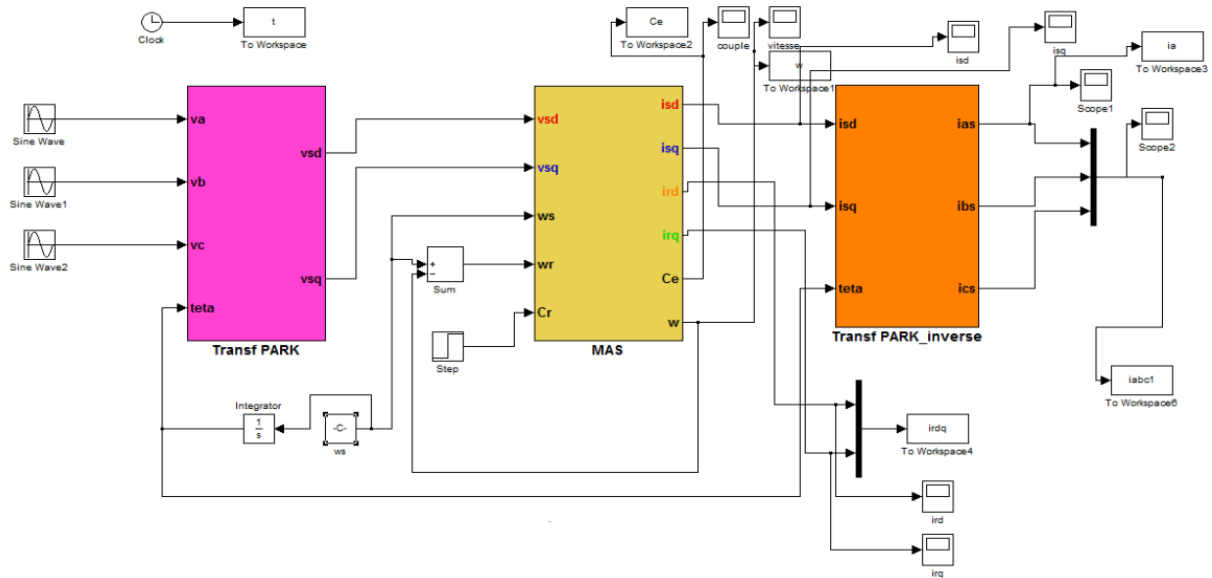 Clock
t
To Workspace
Ce
To Workspace2
couple
vitesse
w
To Workspace1
isd
isq
ia
To Workspace3
Scope1
Scope2
Sine Wave
Sine Wave1
Sine Wave2
va
vb
vc
teta
vsd
vsq
Transf PARK
vsd
vsq
ws
wr
Cr
isd
isq
ird
irq
Ce
w
MAS
+
−
Sum
Step
isd
isq
teta
ias
ibs
ics
Transf PARK_inverse
Integrator
1
s
-C-
ws
iabc1
To Workspace6
irdq
To Workspace4
ird
irq